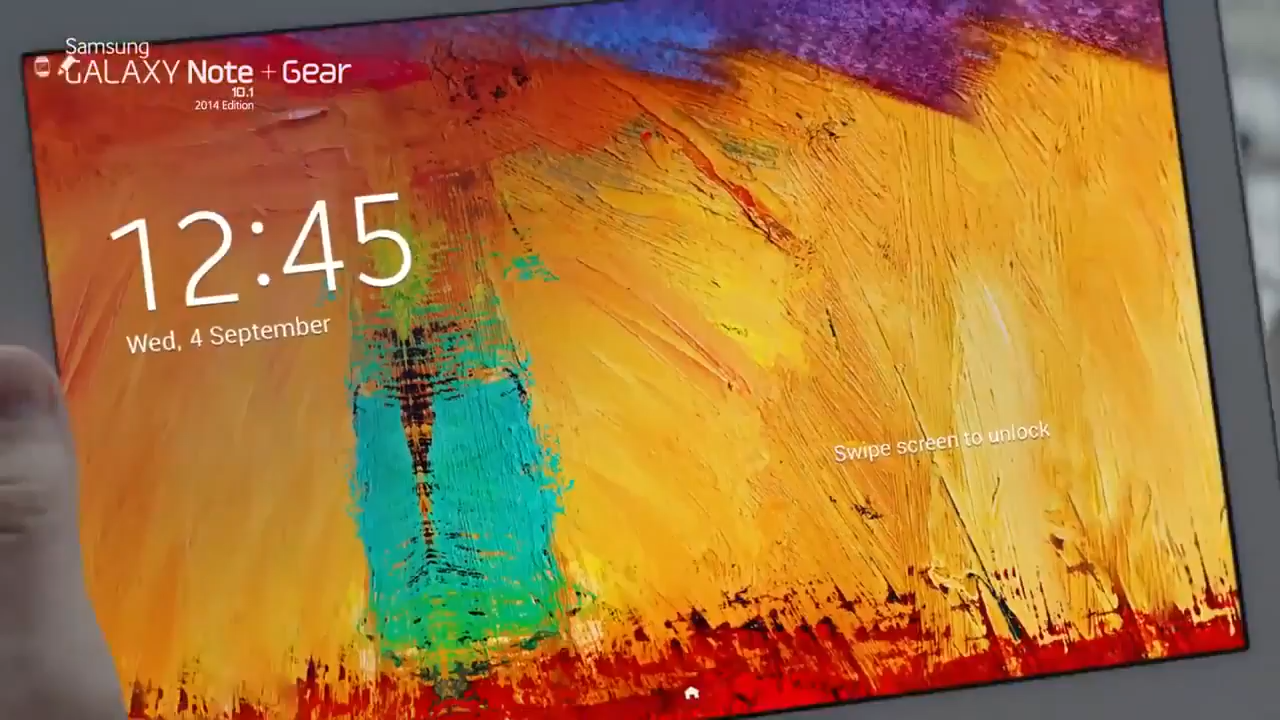 Samsung
GALAXY Note + Gear
10.1
2014 Edition
12:45
Wed, 4 September
Swipe screen to unlock